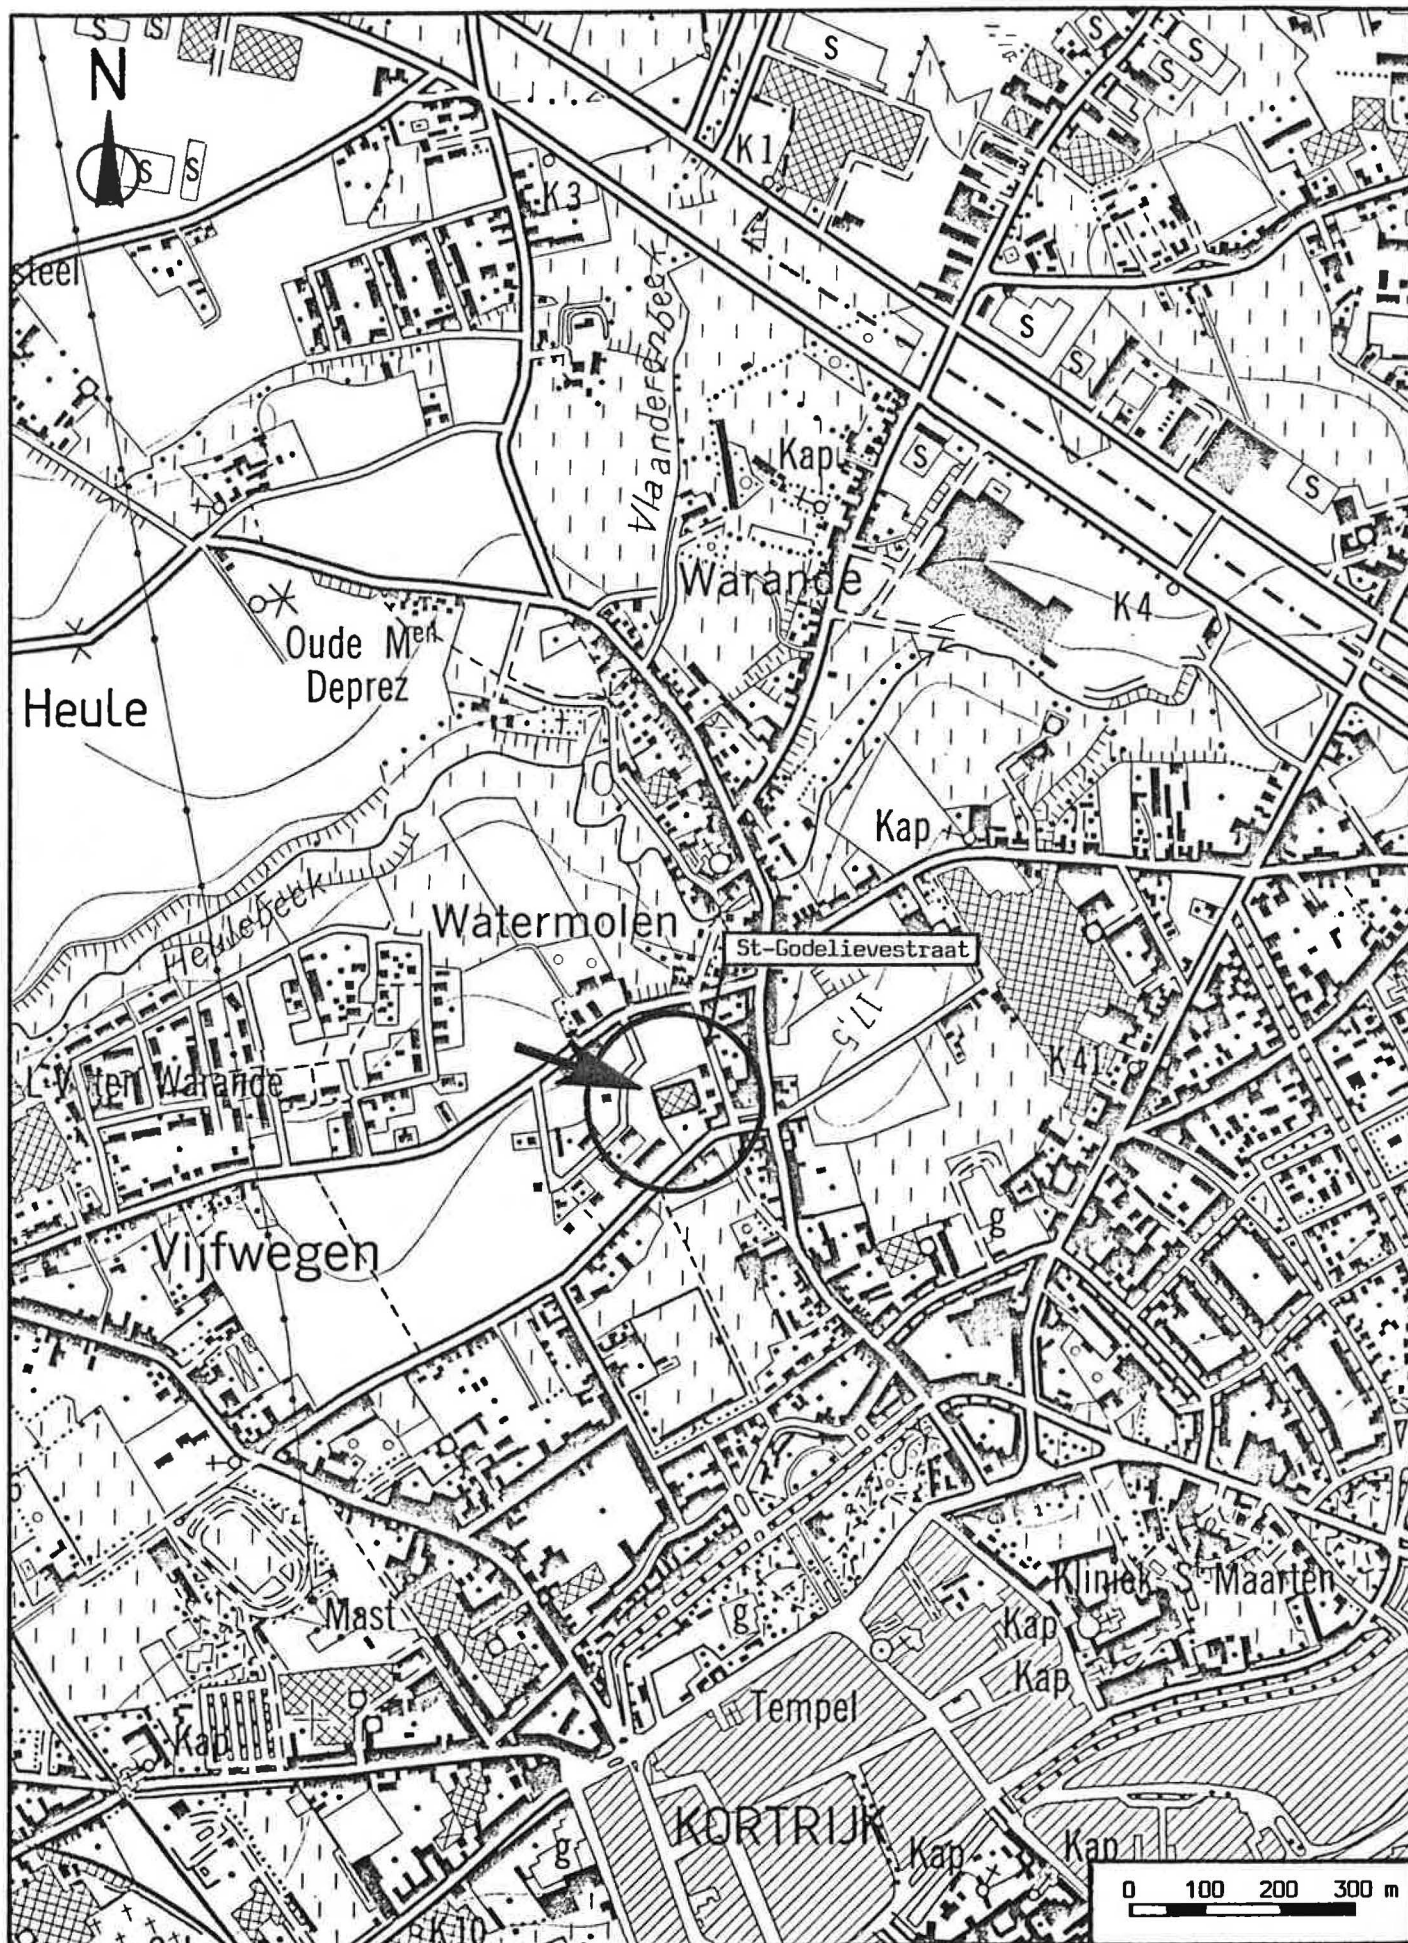 S
S
N
S
K1
S
S
S
S
K3
steel
S
S
Vlaanderenbeek
Kap
S
S
Warande
K4
Oude Men
Deprez
Heule
Kap
Heulebeek
Watermolen
St-Godelievestraat
17,5
L.W. ten Warande
K41
g
Vijfwegen
Kliniek St-Maarten
Mast
g
Kap
Kap
Tempel
Kap
KORTRIJK
g
Kap
Kap
K10
0 100 200 300 m